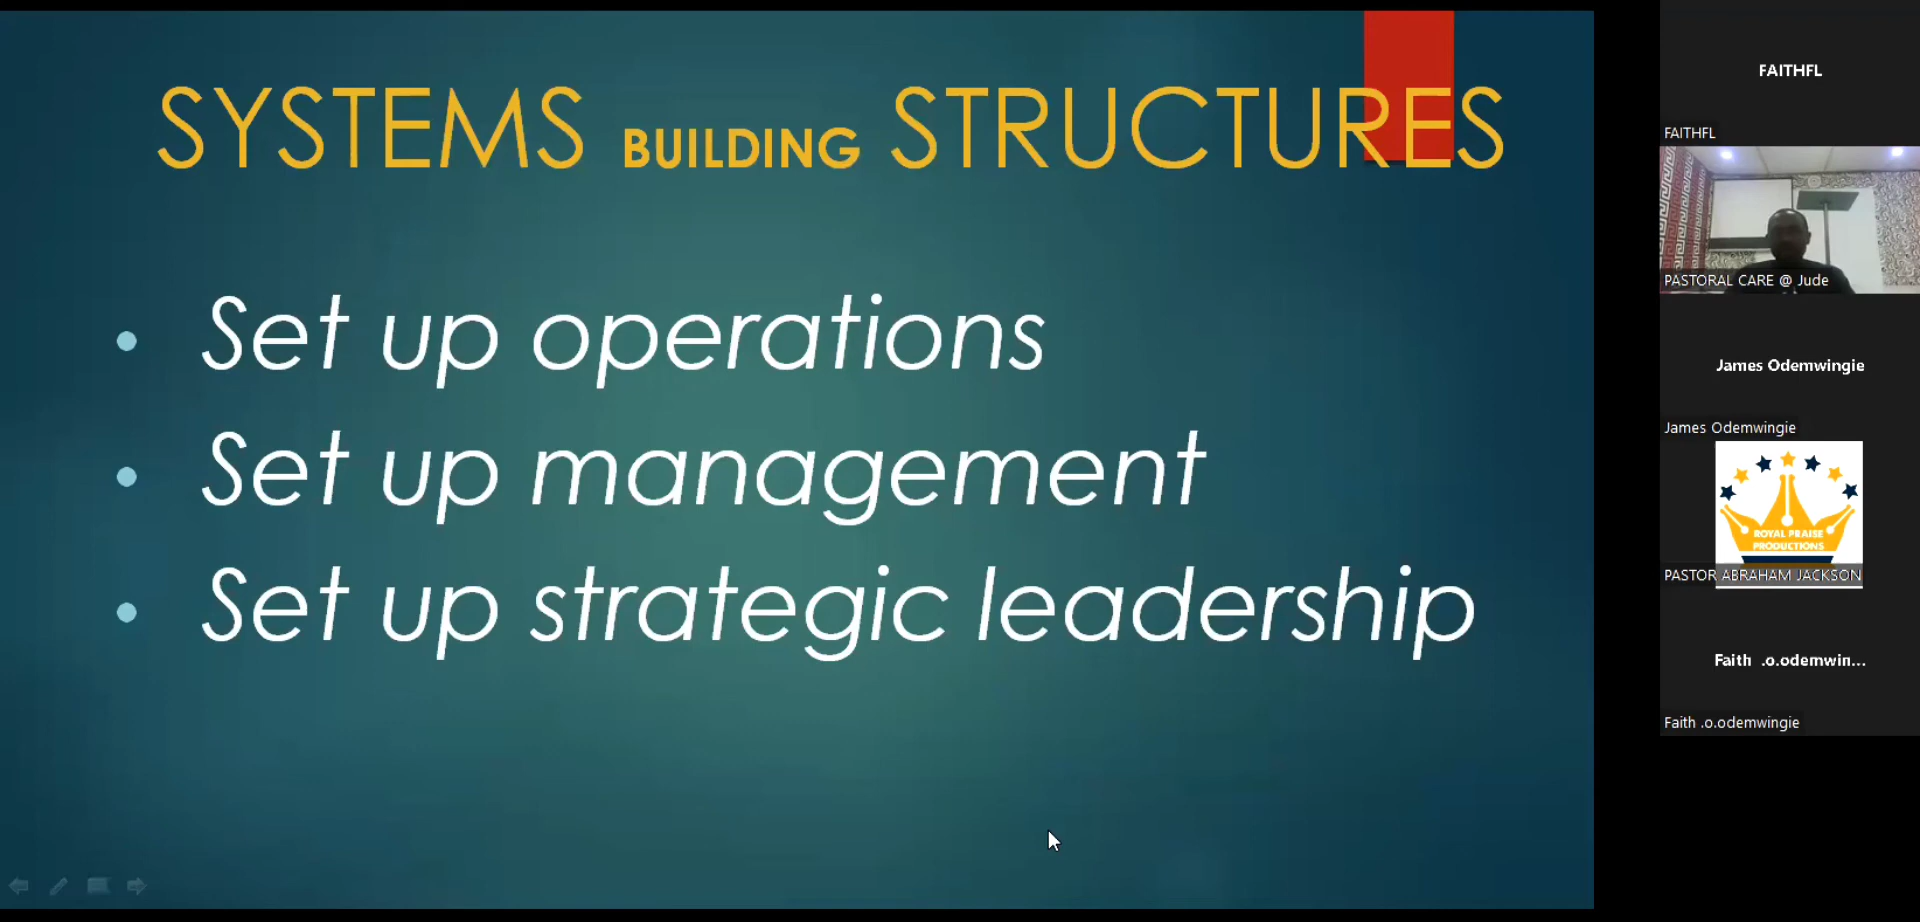 SYSTEMS BUILDING STRUCTURES
• Set up operations
• Set up management
• Set up strategic leadership
FAITHFL
FAITHFL
PASTORAL CARE @ Jude
James Odemwingie
James Odemwingie
ROYAL PRAISE
PRODUCTIONS
PASTOR ABRAHAM JACKSON
Faith .o.odemwin...
Faith .o.odemwingie